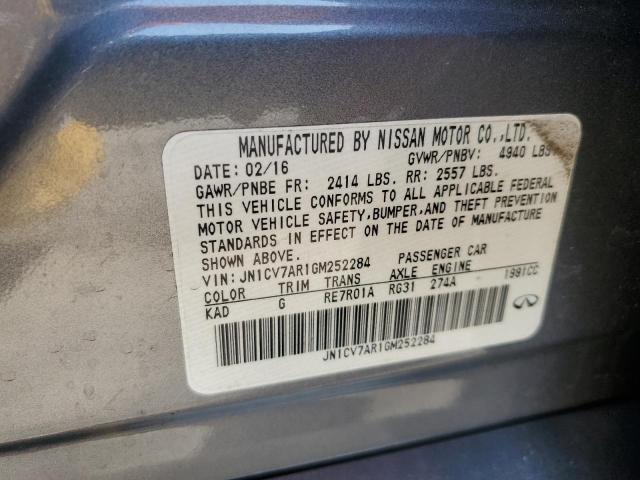 MANUFACTURED BY NISSAN MOTOR CO.,LTD.
DATE: 02/16 GVWR/PNBV: 4940 LBS
GAWR/PNBE FR: 2414 LBS. RR: 2557 LBS.
THIS VEHICLE CONFORMS TO ALL APPLICABLE FEDERAL
MOTOR VEHICLE SAFETY,BUMPER,AND THEFT PREVENTION
STANDARDS IN EFFECT ON THE DATE OF MANUFACTURE
SHOWN ABOVE.
VIN: JN1CV7AR1GM252284 PASSENGER CAR
COLOR TRIM TRANS AXLE ENGINE
KAD G RE7R01A RG31 274A 1991CC
JN1CV7AR1GM252284